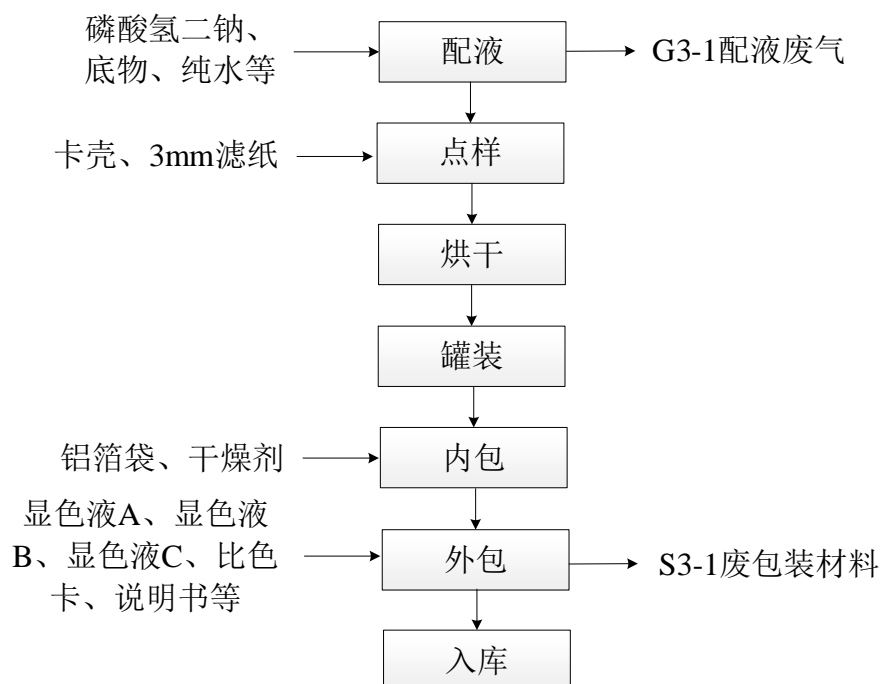 磷酸氢二钠、
底物、纯水等
配液
G3-1配液废气
卡壳、3mm滤纸
点样
烘干
罐装
铝箔袋、干燥剂
内包
显色液A、显色液
B、显色液C、比色
卡、说明书等
外包
S3-1废包装材料
入库